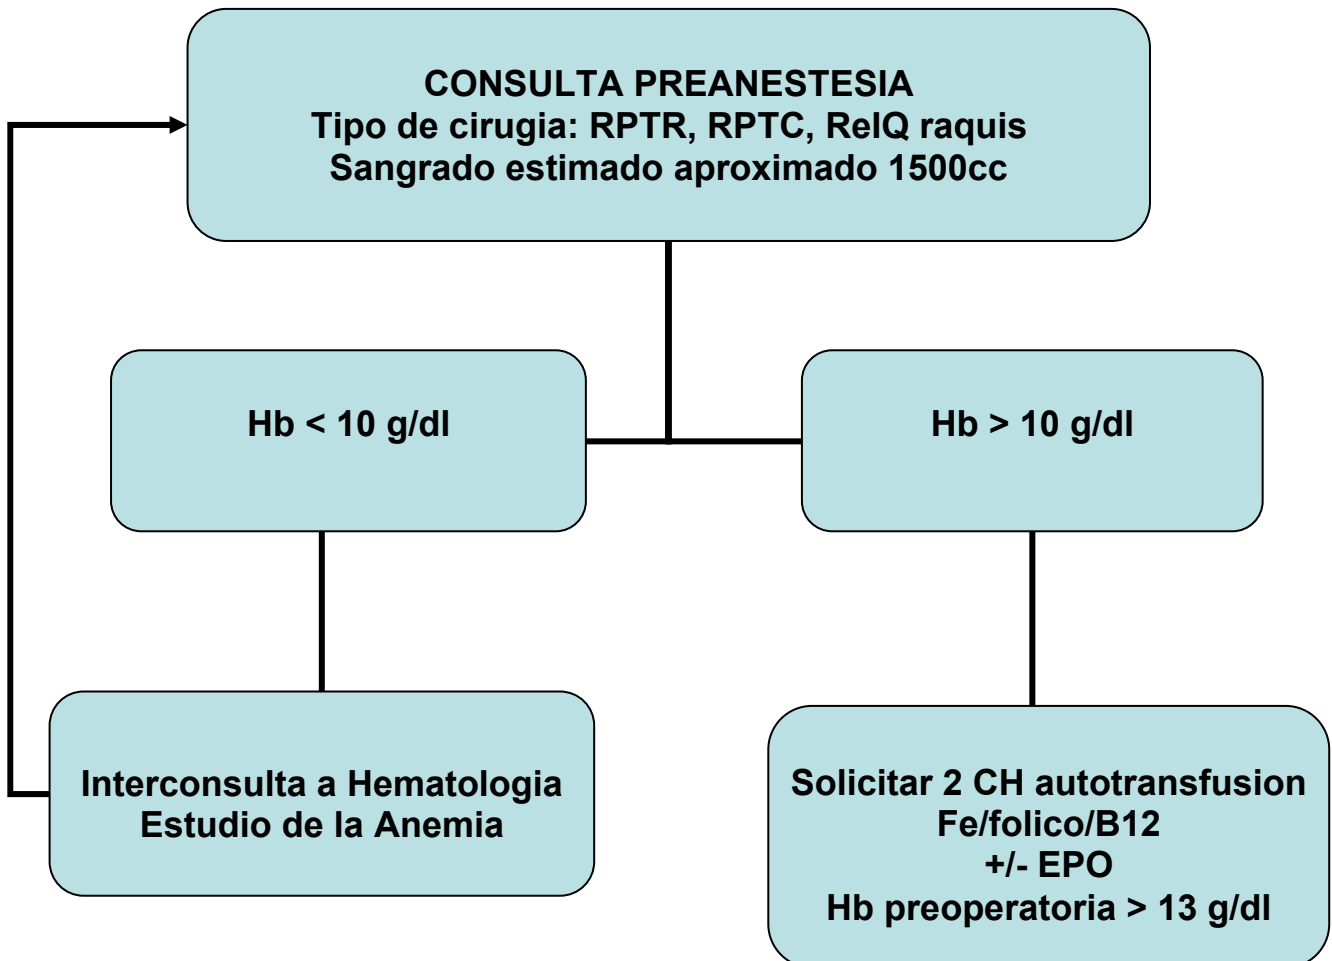 CONSULTA PREANESTESIA
Tipo de cirugia: RPTR, RPTC, ReIQ raquis
Sangrado estimado aproximado 1500cc
Hb < 10 g/dl
Hb > 10 g/dl
Interconsulta a Hematologia
Estudio de la Anemia
Solicitar 2 CH autotransfusion
Fe/folico/B12
+/- EPO
Hb preoperatoria > 13 g/dl